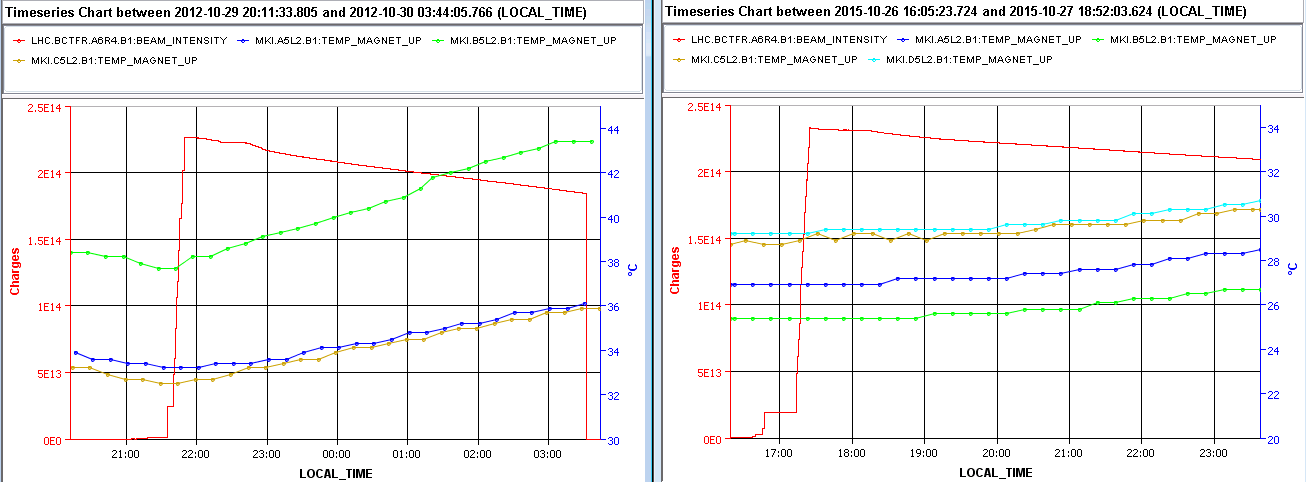 Timeseries Chart between 2012-10-29 20:11:33.805 and 2012-10-30 03:44:05.766 (LOCAL_TIME)
LHC.BCTFR.A6R4.B1:BEAM_INTENSITY MKI.A5L2.B1:TEMP_MAGNET_UP MKI.B5L2.B1:TEMP_MAGNET_UP
MKI.C5L2.B1:TEMP_MAGNET_UP
2.5E14
2E14
1.5E14
1E14
5E13
0E0
Charges
44
42
40
38
36
34
32
30
°C
21:00 22:00 23:00 00:00 01:00 02:00 03:00
LOCAL_TIME
Timeseries Chart between 2015-10-26 16:05:23.724 and 2015-10-27 18:52:03.624 (LOCAL_TIME)
LHC.BCTFR.A6R4.B1:BEAM_INTENSITY MKI.A5L2.B1:TEMP_MAGNET_UP MKI.B5L2.B1:TEMP_MAGNET_UP
MKI.C5L2.B1:TEMP_MAGNET_UP MKI.D5L2.B1:TEMP_MAGNET_UP
2.5E14
2E14
1.5E14
1E14
5E13
0E0
Charges
34
32
30
28
26
24
22
20
°C
17:00 18:00 19:00 20:00 21:00 22:00 23:00
LOCAL_TIME